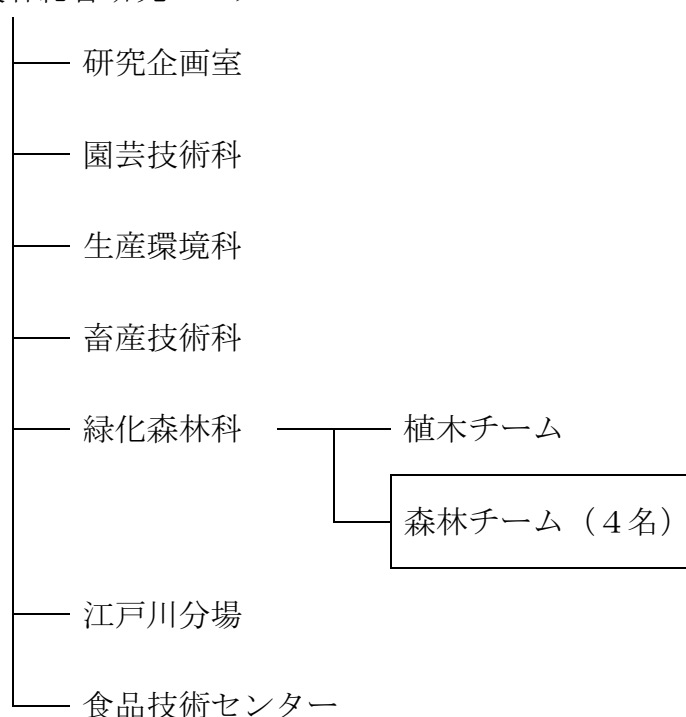 研究企画室
園芸技術科
生産環境科
畜産技術科
緑化森林科 植木チーム
森林チーム（４名）
江戸川分場
食品技術センター